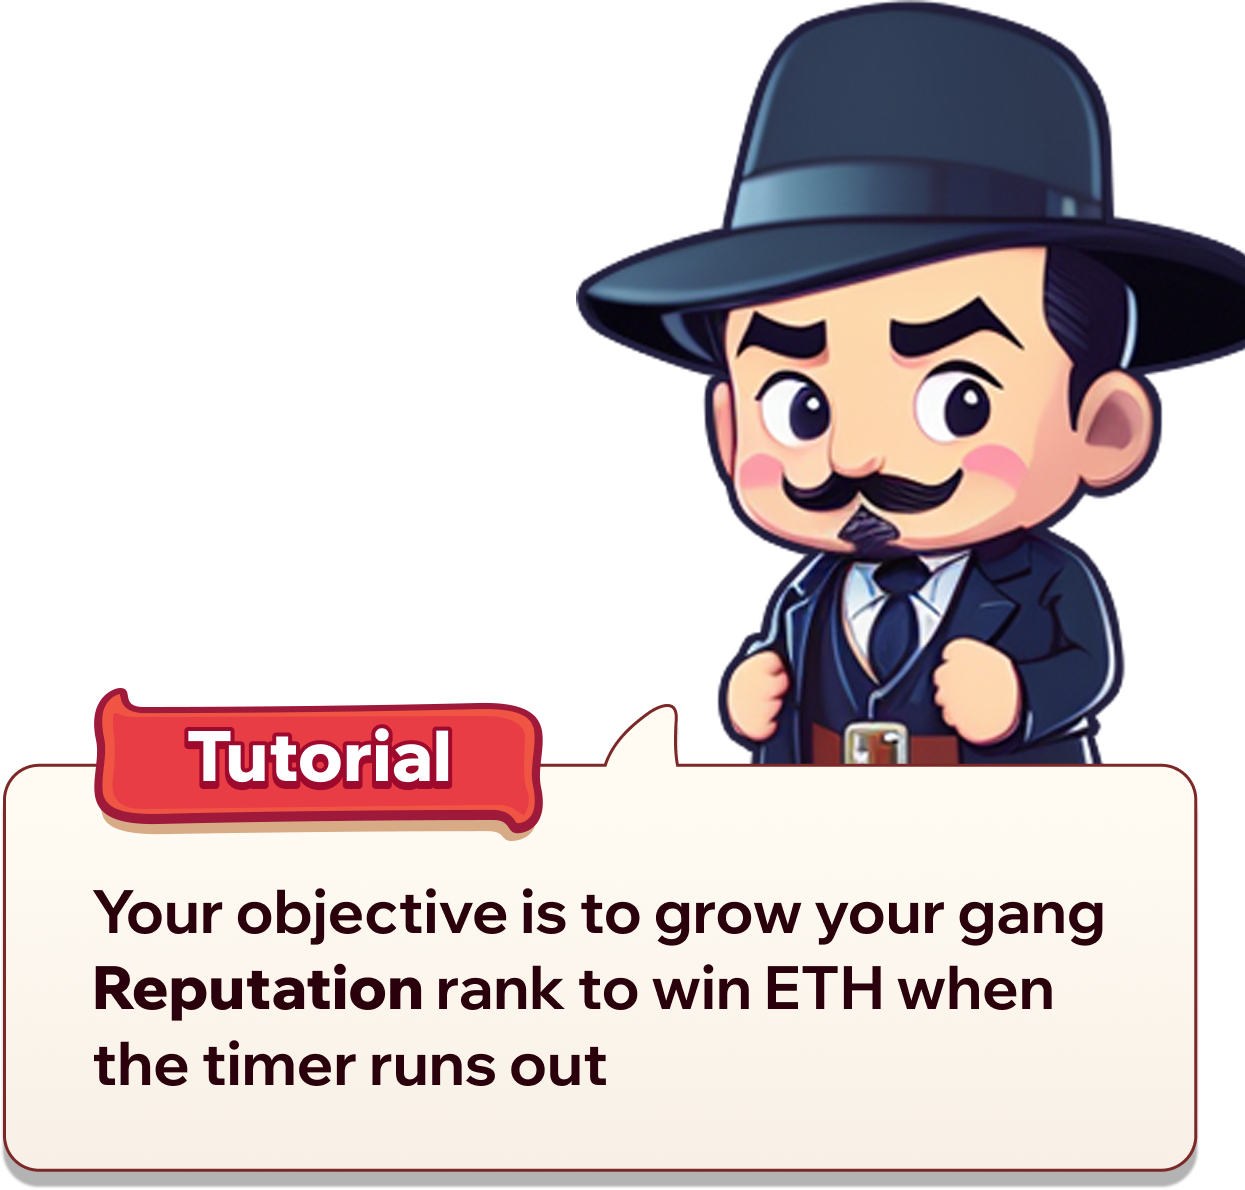 Tutorial
Your objective is to grow your gang
Reputation rank to win ETH when
the timer runs out